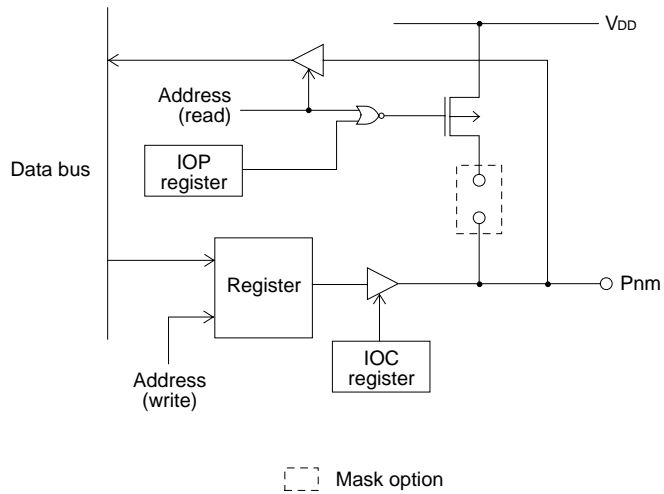 VDD
Address
(read)
IOP
register
Data bus
Register
Pnm
IOC
register
Address
(write)
Mask option